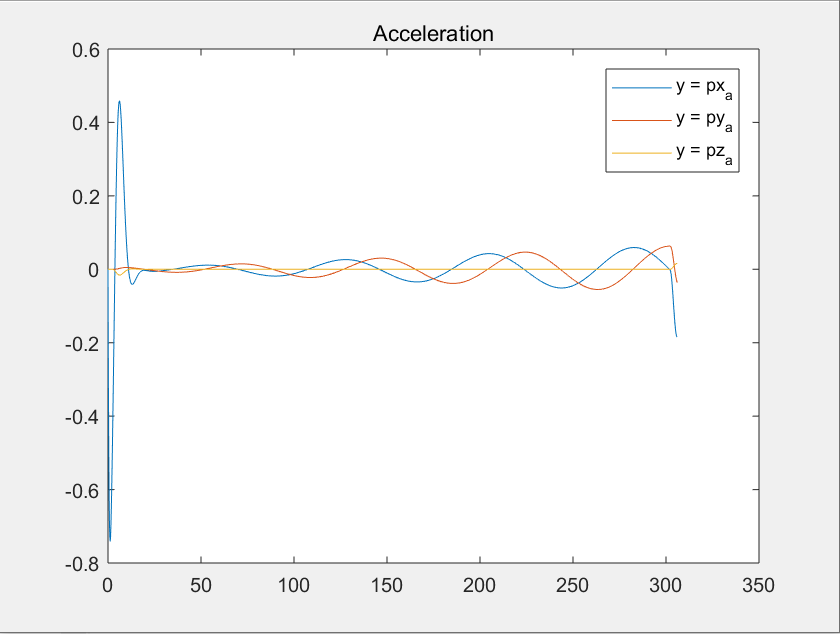 Acceleration
0.6
0.4
0.2
0
-0.2
-0.4
-0.6
-0.8
0 50 100 150 200 250 300 350
y = px_a
y = py_a
y = pz_a